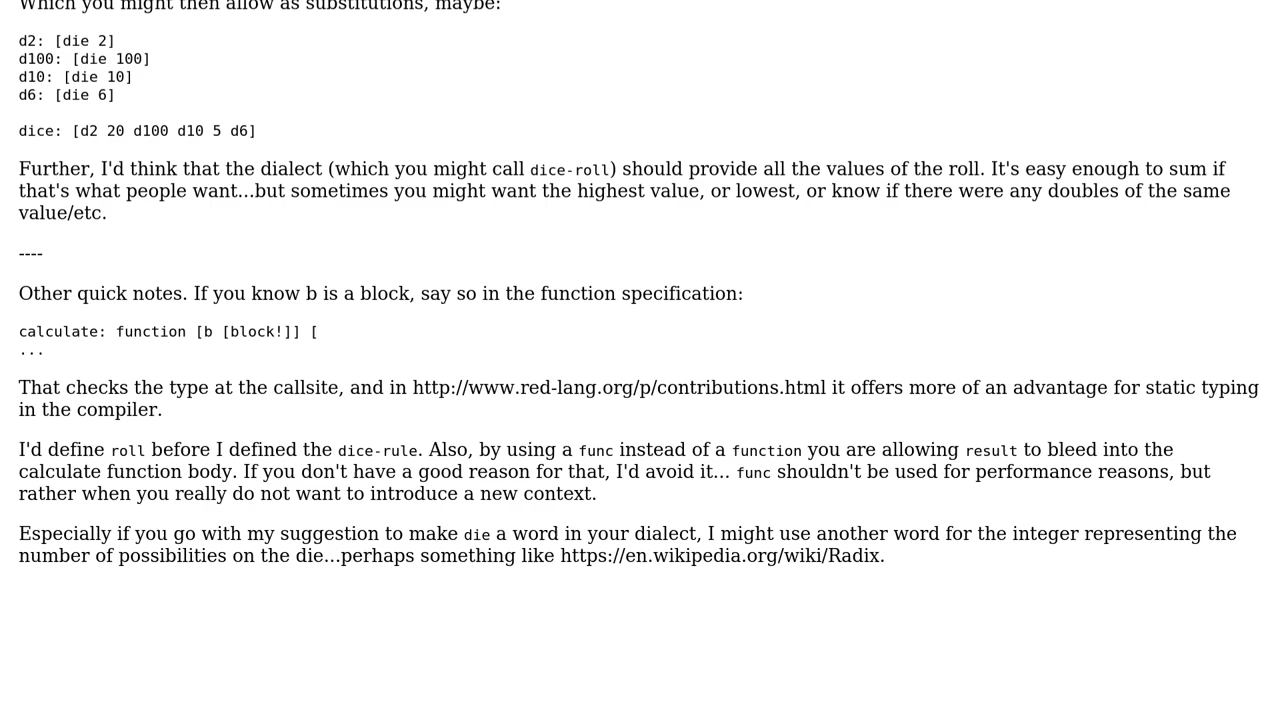 Which you might then allow as substitutions, maybe:
d2: [die 2]
d100: [die 100]
d10: [die 10]
d6: [die 6]
dice: [d2 20 d100 d10 5 d6]
Further, I'd think that the dialect (which you might call dice-roll) should provide all the values of the roll. It's easy enough to sum if
that's what people want...but sometimes you might want the highest value, or lowest, or know if there were any doubles of the same
value/etc.
----
Other quick notes. If you know b is a block, say so in the function specification:
calculate: function [b [block!]] [
...
That checks the type at the callsite, and in http://www.red-lang.org/p/contributions.html it offers more of an advantage for static typing
in the compiler.
I'd define roll before I defined the dice-rule. Also, by using a func instead of a function you are allowing result to bleed into the
calculate function body. If you don't have a good reason for that, I'd avoid it... func shouldn't be used for performance reasons, but
rather when you really do not want to introduce a new context.
Especially if you go with my suggestion to make die a word in your dialect, I might use another word for the integer representing the
number of possibilities on the die...perhaps something like https://en.wikipedia.org/wiki/Radix.